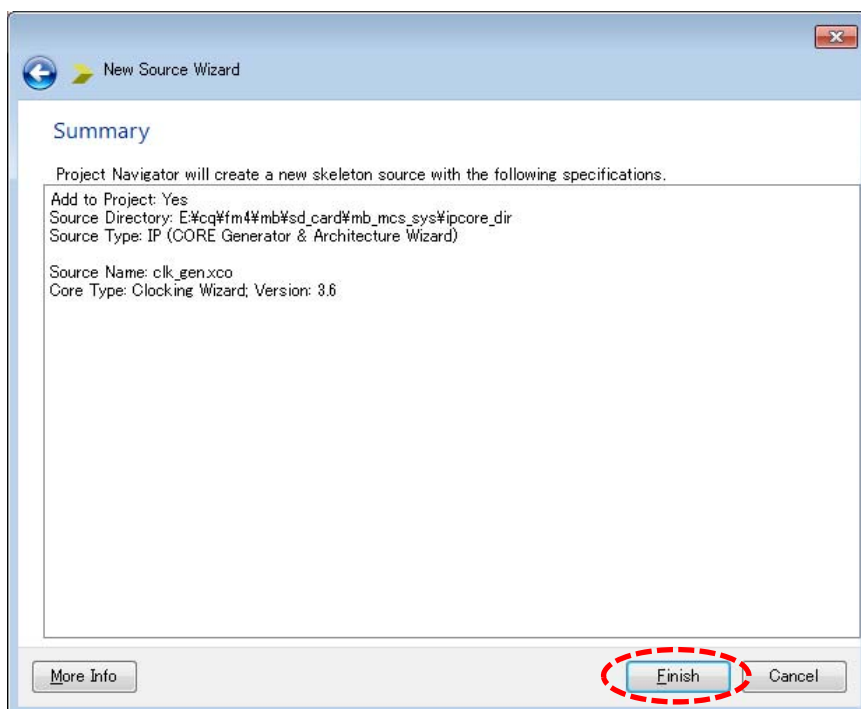 New Source Wizard
Summary
Project Navigator will create a new skeleton source with the following specifications.
Add to Project: Yes
Source Directory: E:¥cq¥fm4¥mb¥sd_card¥mb_mcs_sys¥ipcore_dir
Source Type: IP (CORE Generator & Architecture Wizard)
Source Name: clk_gen.xco
Core Type: Clocking Wizard; Version: 3.6
More Info
Finish
Cancel